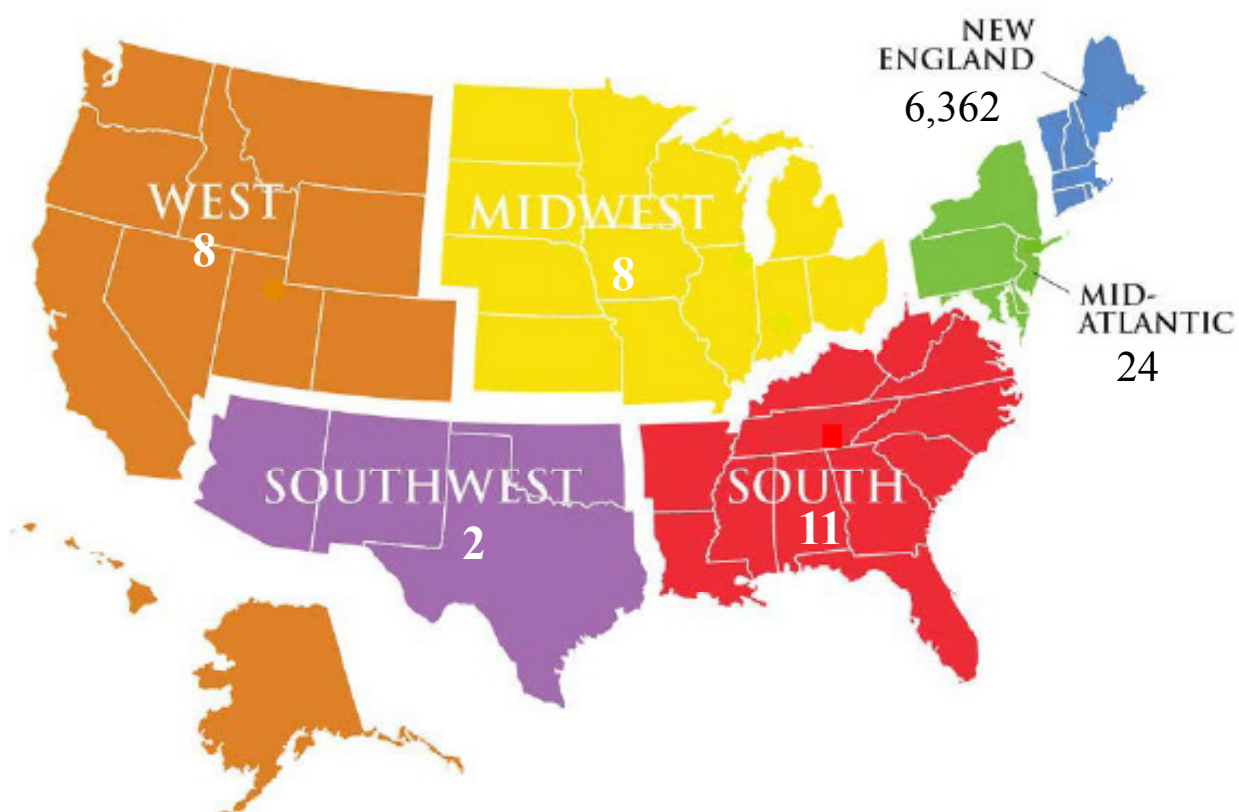 NEW
ENGLAND
6,362
WEST
8
MIDWEST
8
MID-
ATLANTIC
24
SOUTHWEST
2
SOUTH
11